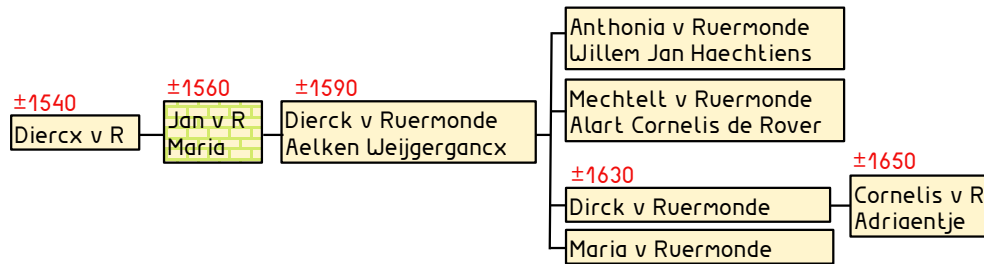 ±1540
Diercx v R
±1560
Jan v R
Maria
±1590
Dierck v Ruermonde
Aelken Weijgergancx
Anthonia v Ruermonde
Willem Jan Haechtiens
Mechtelt v Ruermonde
Alart Cornelis de Rover
±1630
Dirck v Ruermonde
Maria v Ruermonde
±1650
Cornelis v R
Adriaentje